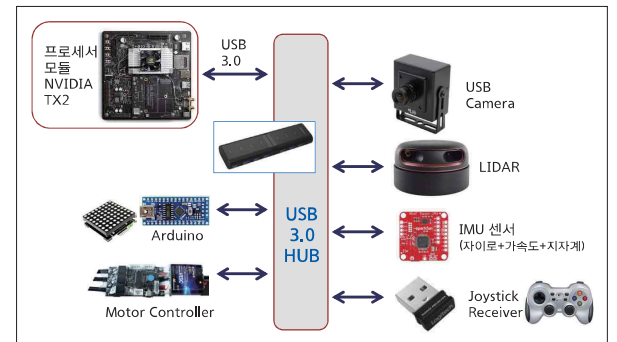 프로세서
모듈
NVIDIA
TX2
USB
3.0
USB
Camera
LIDAR
USB
3.0
HUB
Arduino
IMU 센서
(자이로+가속도+지자계)
Motor Controller
Joystick
Receiver